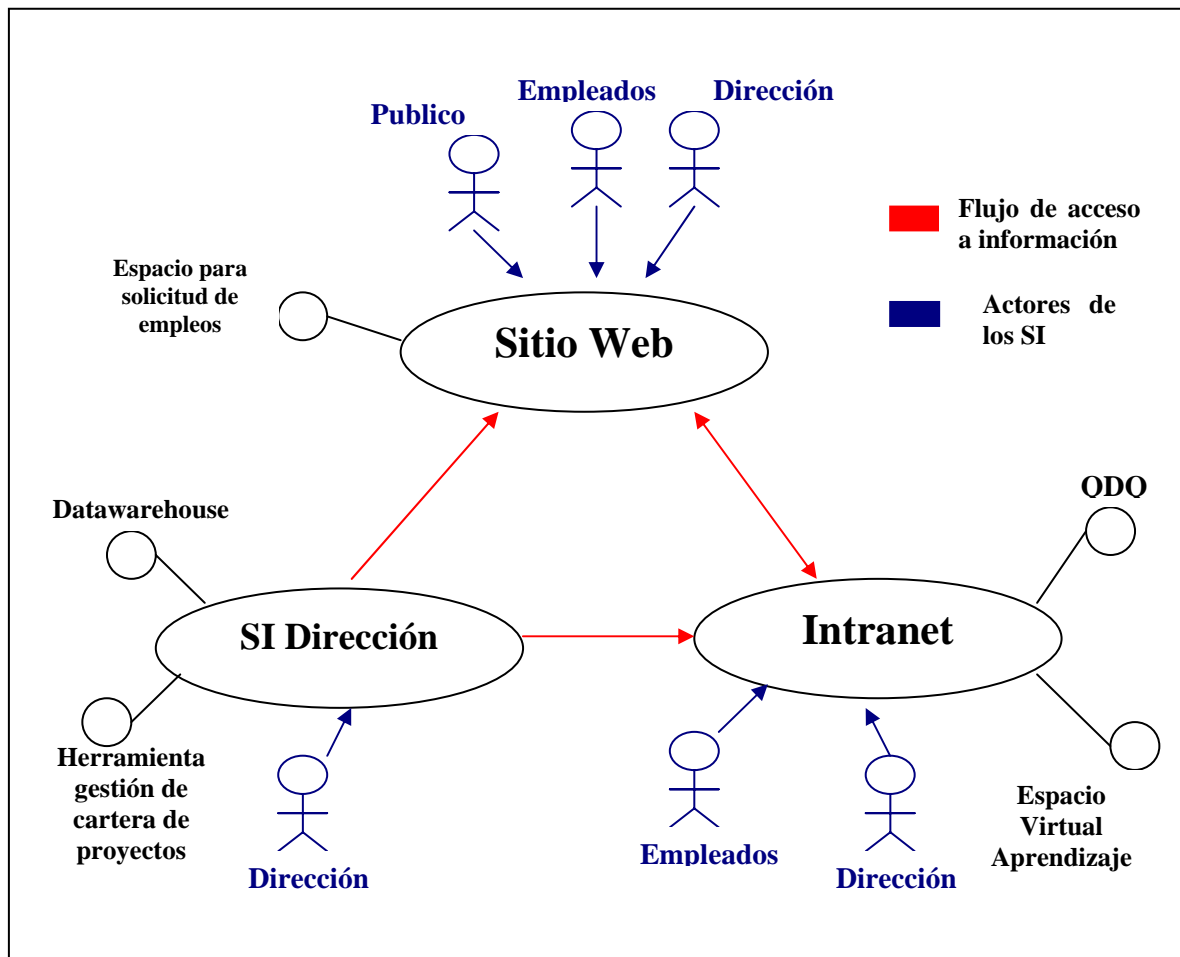 Publico
Empleados
Dirección
Flujo de acceso
a información
Actores de
los SI
Espacio para
solicitud de
empleos
Sitio Web
Datawarehouse
ODO
SI Dirección
Intranet
Herramienta
gestión de
cartera de
proyectos
Dirección
Empleados
Dirección
Espacio
Virtual
Aprendizaje